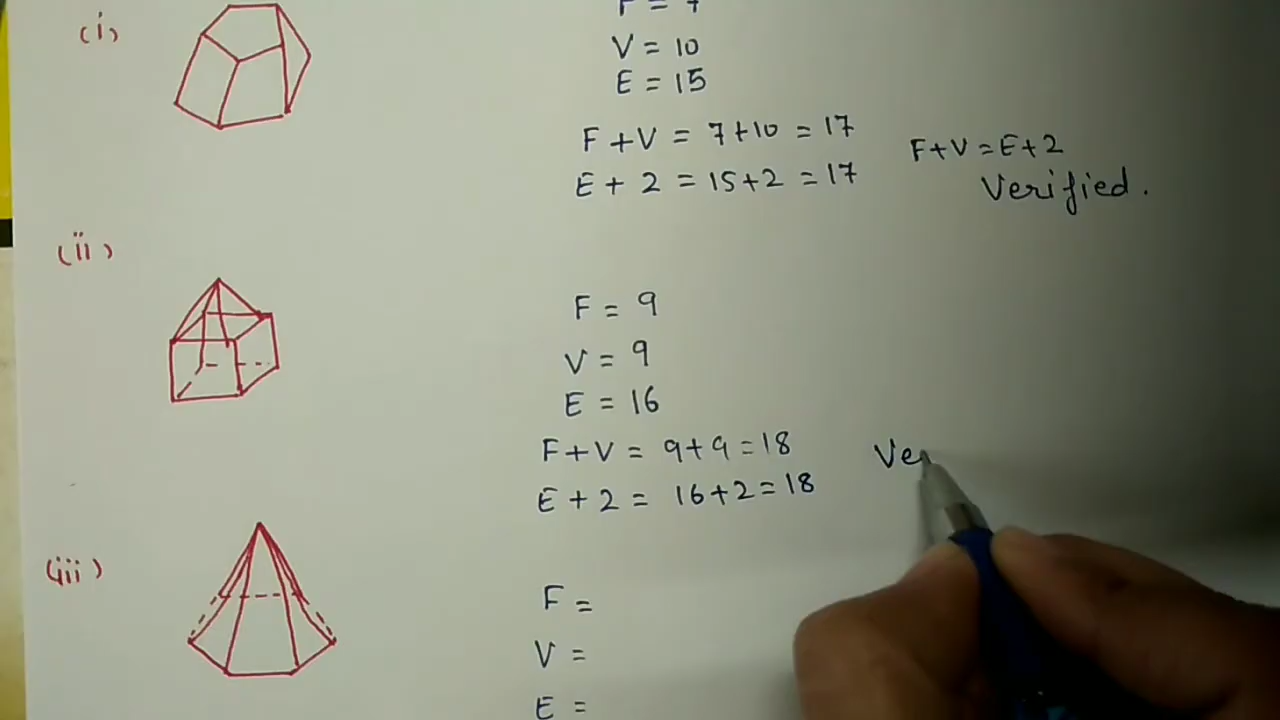 (i)
F = 7
V = 10
E = 15
F+V = 7+10 = 17
E + 2 = 15+2 = 17
F+V = E+2
Verified.
(ii)
F = 9
V = 9
E = 16
F+V = 9+9 = 18
E + 2 = 16+2 = 18
Ve
(iii)
F =
V =
E =